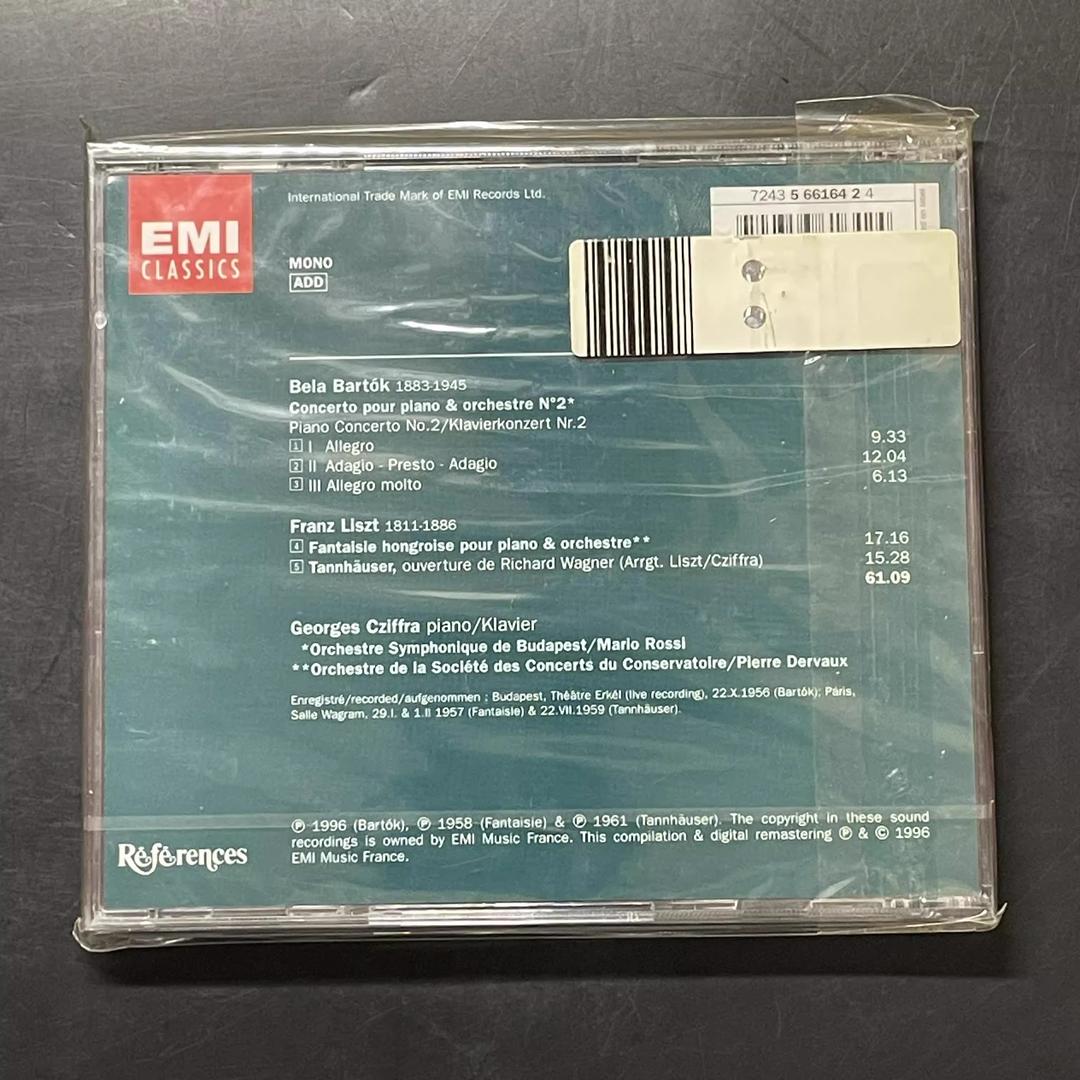 EMI
CLASSICS
International Trade Mark of EMI Records Ltd.
7243 5 66164 2 4
MONO
ADD
Bela Bartók 1883-1945
Concerto pour piano & orchestre N°2*
Piano Concerto No.2/Klavierkonzert Nr.2
1 I Allegro 9.33
2 II Adagio - Presto - Adagio 12.04
3 III Allegro molto 6.13
Franz Liszt 1811-1886
4 Fantaisie hongroise pour piano & orchestre** 17.16
5 Tannhäuser, ouverture de Richard Wagner (Arrgt. Liszt/Cziffra) 15.28
61.09
Georges Cziffra piano/Klavier
*Orchestre Symphonique de Budapest/Mario Rossi
**Orchestre de la Société des Concerts du Conservatoire/Pierre Dervaux
Enregistré/recorded/aufgenommen : Budapest, Théâtre Erkél (live recording), 22.X.1956 (Bartók); Paris,
Salle Wagram, 29.I. & 1.II 1957 (Fantaisie) & 22.VII.1959 (Tannhäuser).
℗ 1996 (Bartók), ℗ 1958 (Fantaisie) & ℗ 1961 (Tannhäuser). The copyright in these sound
recordings is owned by EMI Music France. This compilation & digital remastering ℗ & © 1996
EMI Music France.
Références